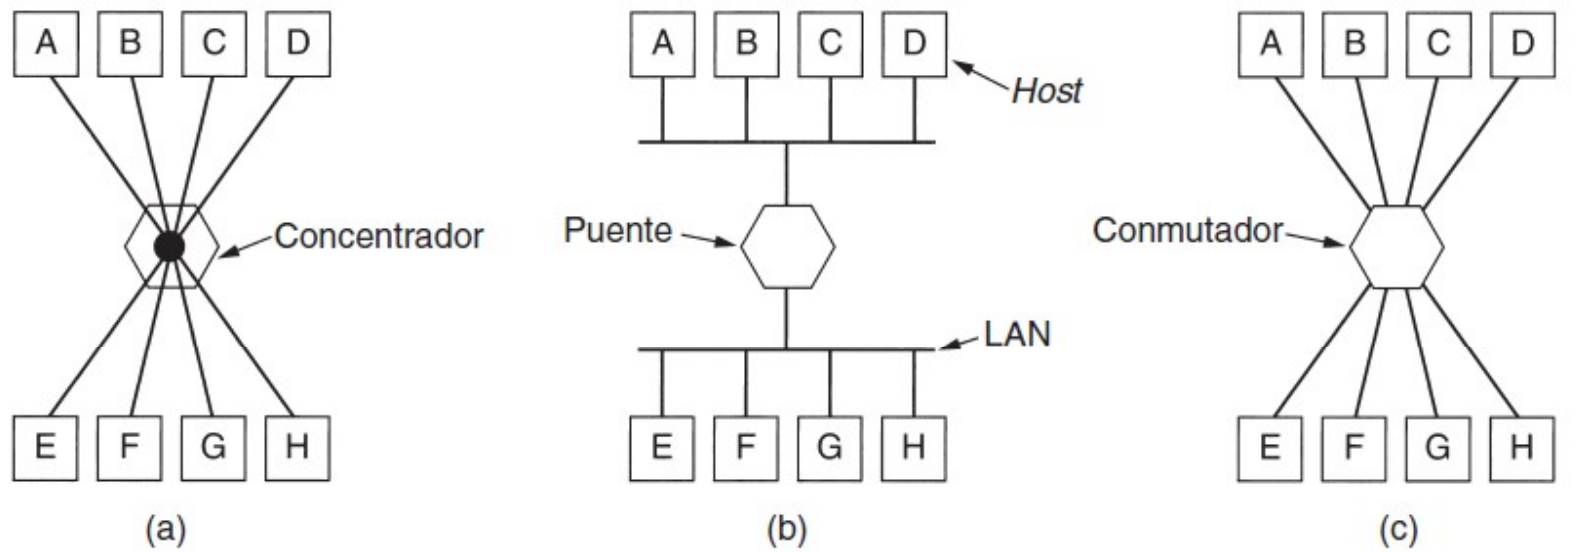 A B C D
Concentrador
E F G H
(a)
A B C D
Host
Puente
LAN
E F G H
(b)
A B C D
Conmutador
E F G H
(c)